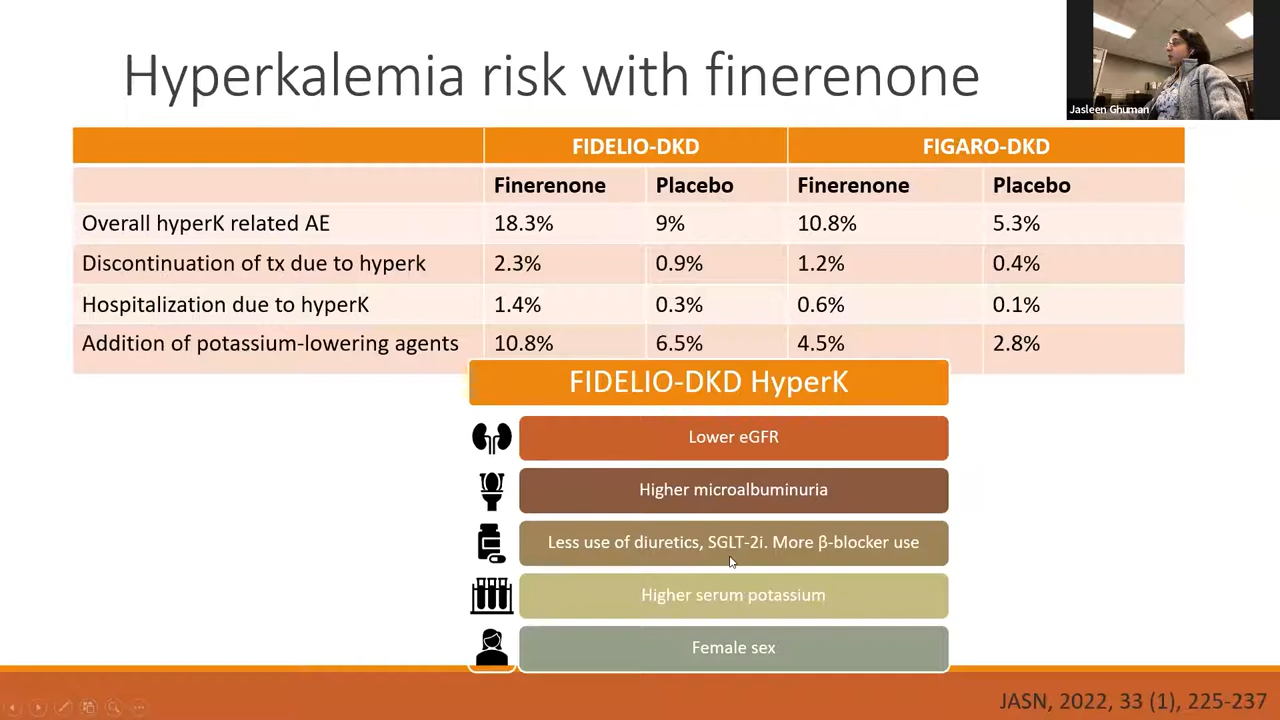 Hyperkalemia risk with finerenone
Jasleen Ghuman
FIDELIO-DKD FIGARO-DKD
Finerenone Placebo Finerenone Placebo
Overall hyperK related AE 18.3% 9% 10.8% 5.3%
Discontinuation of tx due to hyperk 2.3% 0.9% 1.2% 0.4%
Hospitalization due to hyperK 1.4% 0.3% 0.6% 0.1%
Addition of potassium-lowering agents 10.8% 6.5% 4.5% 2.8%
FIDELIO-DKD HyperK
Lower eGFR
Higher microalbuminuria
Less use of diuretics, SGLT-2i. More β-blocker use
Higher serum potassium
Female sex
JASN, 2022, 33 (1), 225-237